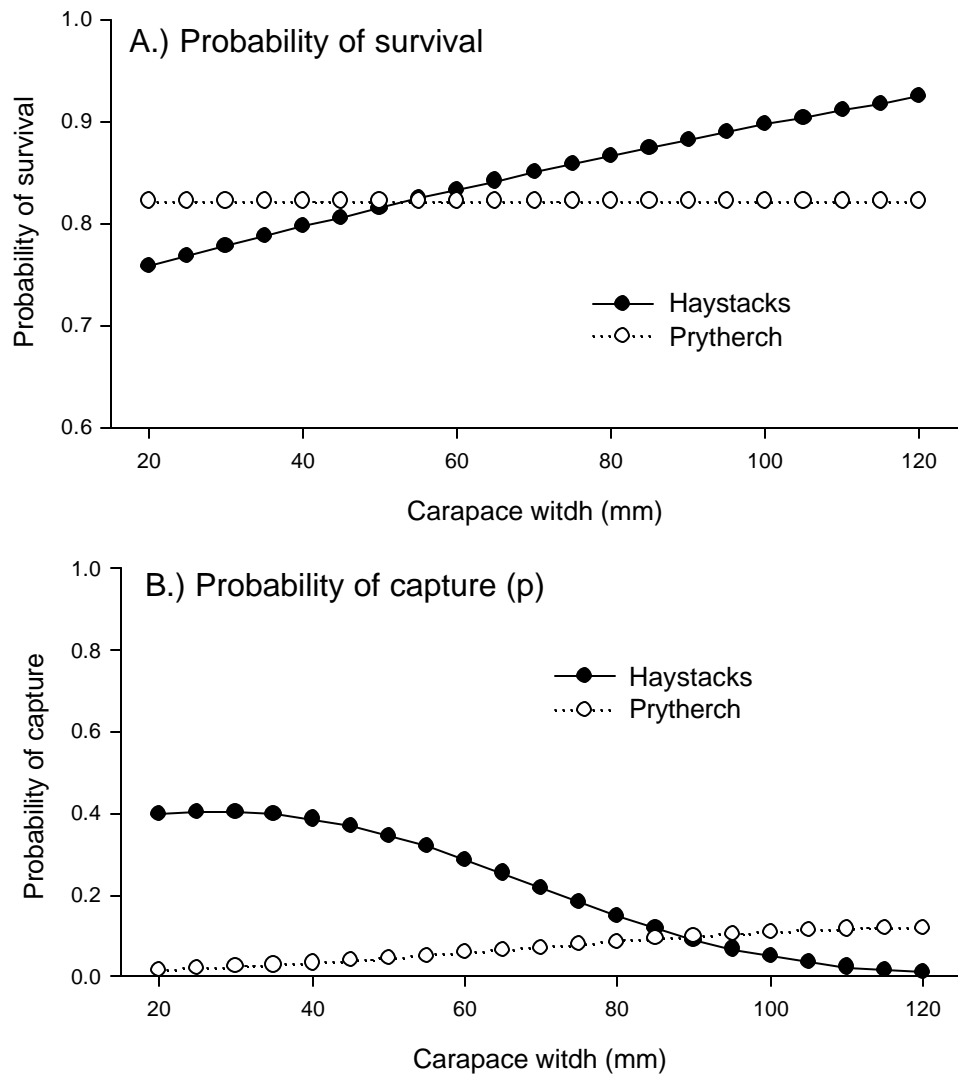 A.) Probability of survival
Probability of survival
1.0
0.9
0.8
0.7
0.6
Haystacks
Prytherch
20 40 60 80 100 120
Carapace witdh (mm)
B.) Probability of capture (p)
Probability of capture
1.0
0.8
0.6
0.4
0.2
0.0
Haystacks
Prytherch
20 40 60 80 100 120
Carapace witdh (mm)